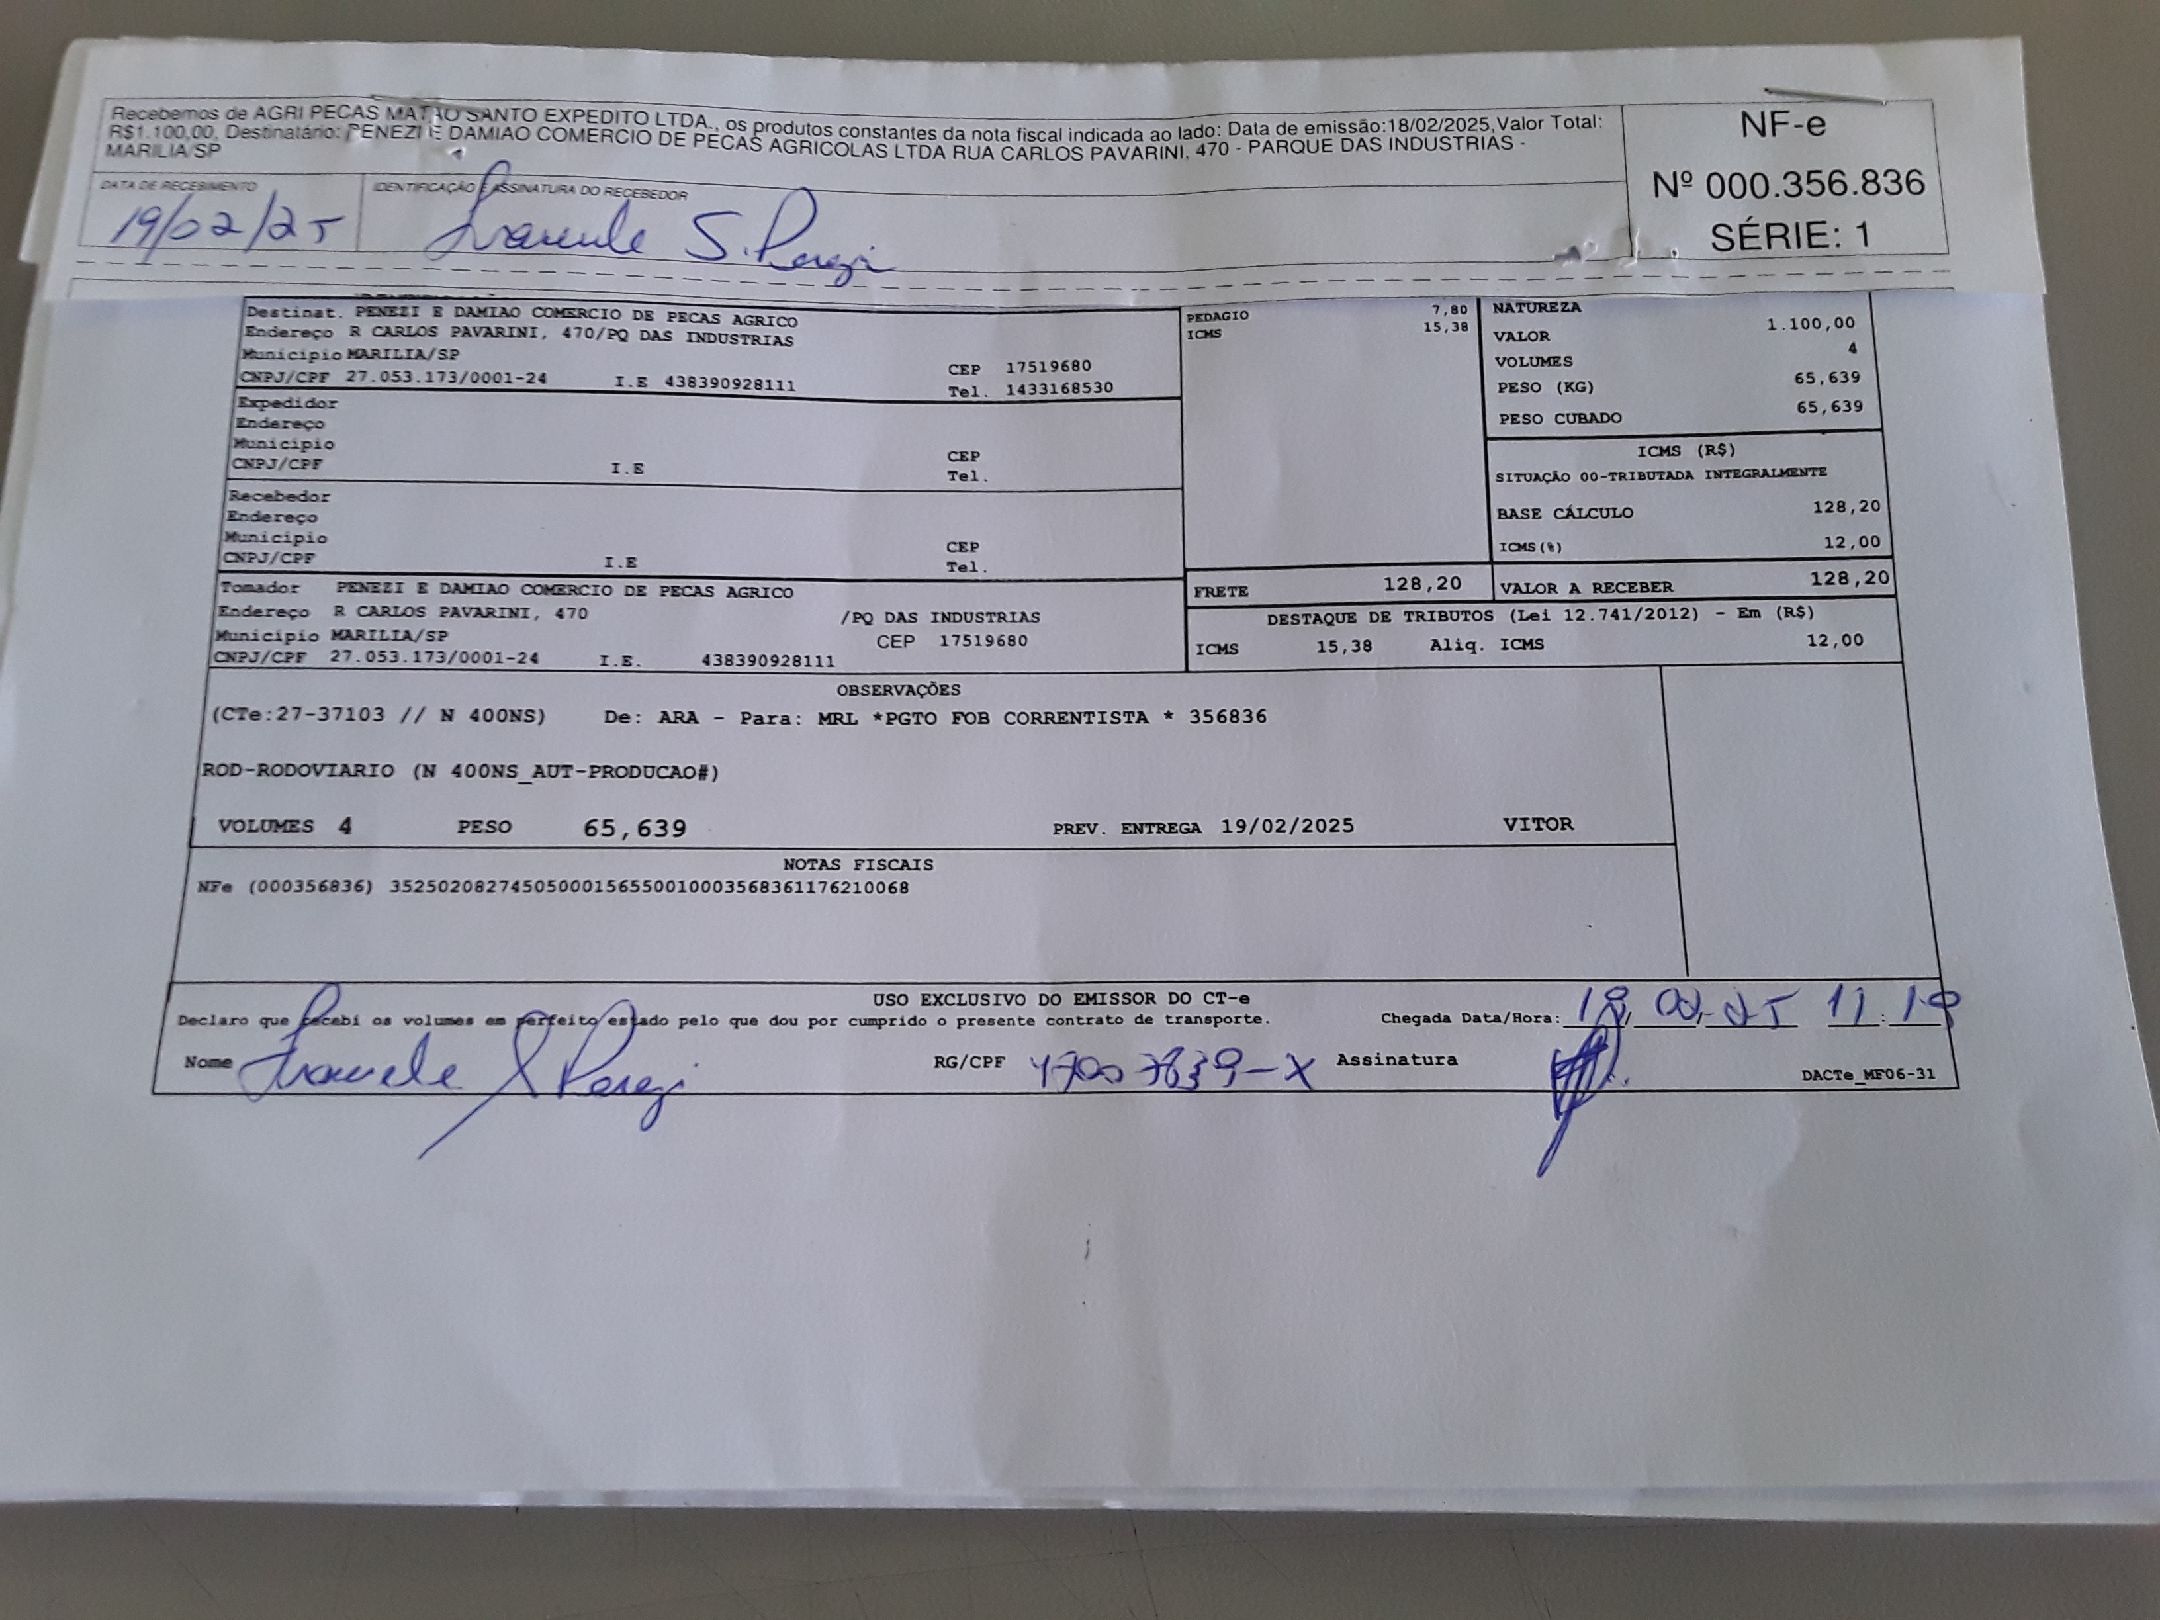 Recebemos de AGRI PECAS MATAO SANTO EXPEDITO LTDA., os produtos constantes da nota fiscal indicada ao lado: Data de emissão:18/02/2025,Valor Total:
R$1.100,00, Destinatário: PENEZI E DAMIAO COMERCIO DE PECAS AGRICOLAS LTDA RUA CARLOS PAVARINI, 470 - PARQUE DAS INDUSTRIAS -
MARILIA/SP
NF-e
Nº 000.356.836
SÉRIE: 1
DATA DE RECEBIMENTO
IDENTIFICAÇÃO E ASSINATURA DO RECEBEDOR
19/02/25
S.
Destinat. PENEZI E DAMIAO COMERCIO DE PECAS AGRICO
Endereço R CARLOS PAVARINI, 470/PQ DAS INDUSTRIAS
Município MARILIA/SP CEP 17519680
CNPJ/CPF 27.053.173/0001-24 I.E 438390928111 Tel. 1433168530
Expedidor
Endereço
Município CEP
CNPJ/CPF I.E Tel.
Recebedor
Endereço
Município CEP
CNPJ/CPF I.E Tel.
Tomador PENEZI E DAMIAO COMERCIO DE PECAS AGRICO
Endereço R CARLOS PAVARINI, 470 /PQ DAS INDUSTRIAS
Município MARILIA/SP CEP 17519680
CNPJ/CPF 27.053.173/0001-24 I.E. 438390928111
PEDAGIO 7,80
ICMS 15,38
NATUREZA
VALOR 1.100,00
VOLUMES 4
PESO (KG) 65,639
PESO CUBADO 65,639
ICMS (R$)
SITUAÇÃO 00-TRIBUTADA INTEGRALMENTE
BASE CÁLCULO 128,20
ICMS(%) 12,00
FRETE 128,20 VALOR A RECEBER 128,20
DESTAQUE DE TRIBUTOS (Lei 12.741/2012) - Em (R$)
ICMS 15,38 Aliq. ICMS 12,00
OBSERVAÇÕES
(CTe:27-37103 // N 400NS) De: ARA - Para: MRL *PGTO FOB CORRENTISTA * 356836
ROD-RODOVIARIO (N 400NS_AUT-PRODUCAO#)
VOLUMES 4 PESO 65,639 PREV. ENTREGA 19/02/2025 VITOR
NOTAS FISCAIS
NFe (000356836) 35250208274505000156550010003568361176210068
USO EXCLUSIVO DO EMISSOR DO CT-e
Declaro que recebi os volumes em perfeito estado pelo que dou por cumprido o presente contrato de transporte. Chegada Data/Hora:
Nome RG/CPF Assinatura
DACTe_MF06-31